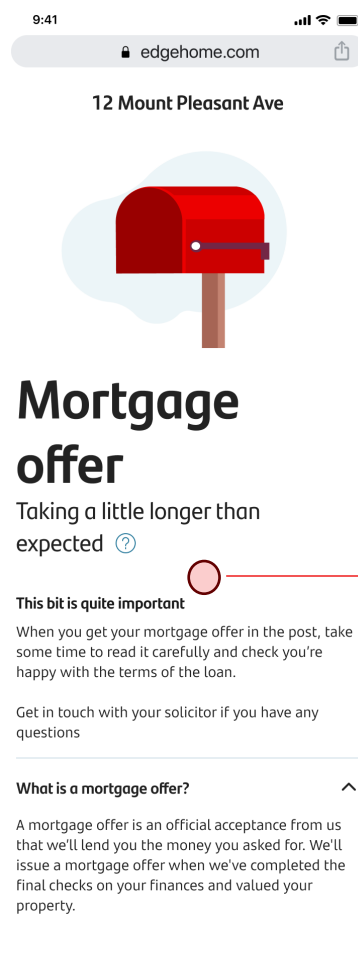 9:41
edgehome.com
12 Mount Pleasant Ave
Mortgage
offer
Taking a little longer than
expected ?
This bit is quite important
When you get your mortgage offer in the post, take
some time to read it carefully and check you’re
happy with the terms of the loan.
Get in touch with your solicitor if you have any
questions
What is a mortgage offer?
A mortgage offer is an official acceptance from us
that we’ll lend you the money you asked for. We'll
issue a mortgage offer when we've completed the
final checks on your finances and valued your
property.